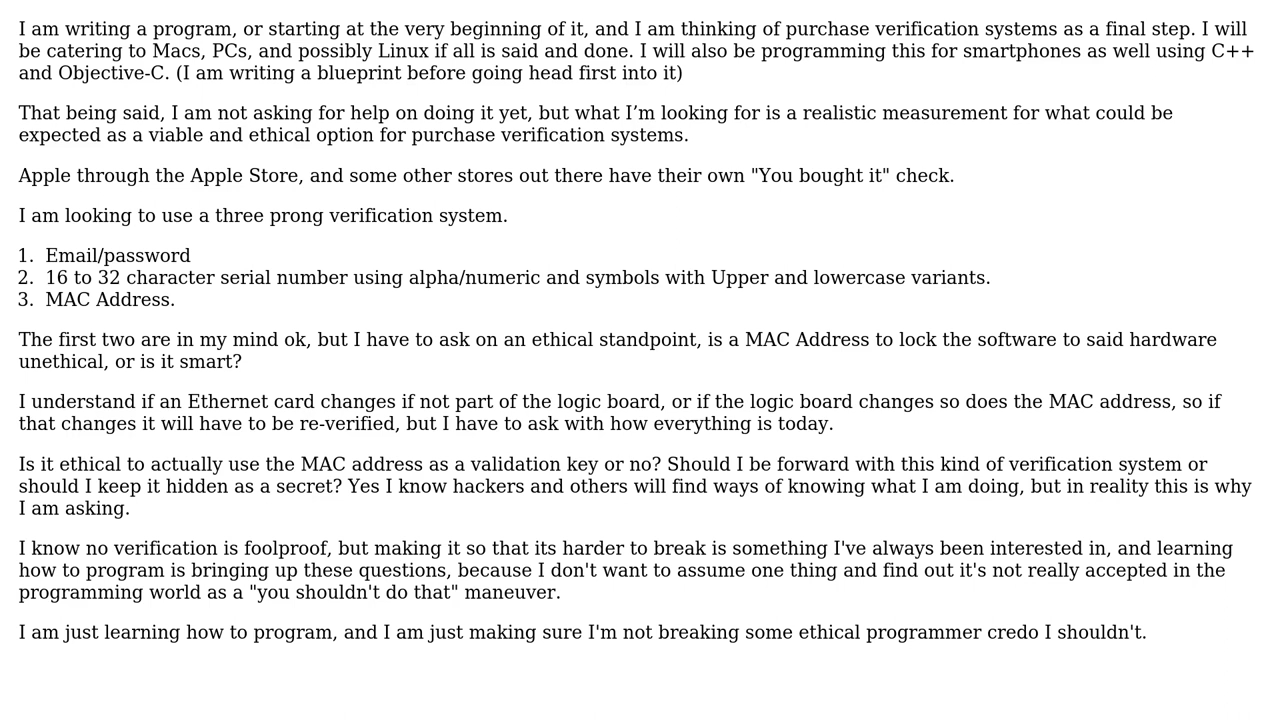 I am writing a program, or starting at the very beginning of it, and I am thinking of purchase verification systems as a final step. I will
be catering to Macs, PCs, and possibly Linux if all is said and done. I will also be programming this for smartphones as well using C++
and Objective-C. (I am writing a blueprint before going head first into it)
That being said, I am not asking for help on doing it yet, but what I’m looking for is a realistic measurement for what could be
expected as a viable and ethical option for purchase verification systems.
Apple through the Apple Store, and some other stores out there have their own "You bought it" check.
I am looking to use a three prong verification system.
1. Email/password
2. 16 to 32 character serial number using alpha/numeric and symbols with Upper and lowercase variants.
3. MAC Address.
The first two are in my mind ok, but I have to ask on an ethical standpoint, is a MAC Address to lock the software to said hardware
unethical, or is it smart?
I understand if an Ethernet card changes if not part of the logic board, or if the logic board changes so does the MAC address, so if
that changes it will have to be re-verified, but I have to ask with how everything is today.
Is it ethical to actually use the MAC address as a validation key or no? Should I be forward with this kind of verification system or
should I keep it hidden as a secret? Yes I know hackers and others will find ways of knowing what I am doing, but in reality this is why
I am asking.
I know no verification is foolproof, but making it so that its harder to break is something I've always been interested in, and learning
how to program is bringing up these questions, because I don't want to assume one thing and find out it's not really accepted in the
programming world as a "you shouldn't do that" maneuver.
I am just learning how to program, and I am just making sure I'm not breaking some ethical programmer credo I shouldn't.